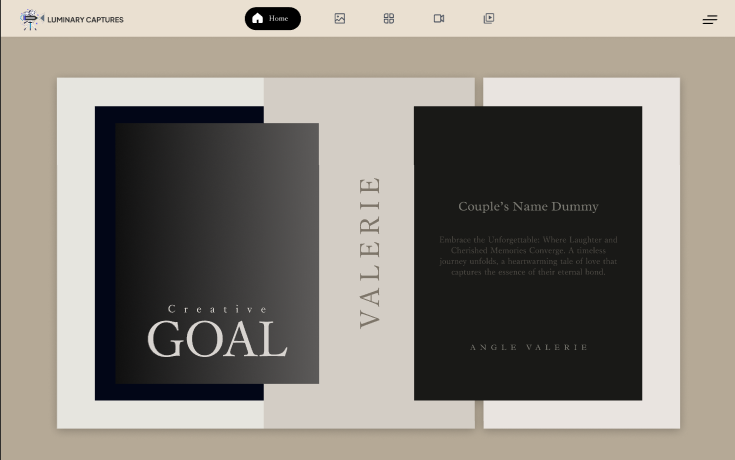 LUMINARY CAPTURES
Home
Creative
GOAL
VALERIE
Couple's Name Dummy
Embrace the Unforgettable: Where Laughter and
Cherished Memories Converge. A timeless
journey unfolds, a heartwarming tale of love that
captures the essence of their eternal bond.
ANGLE VALERIE